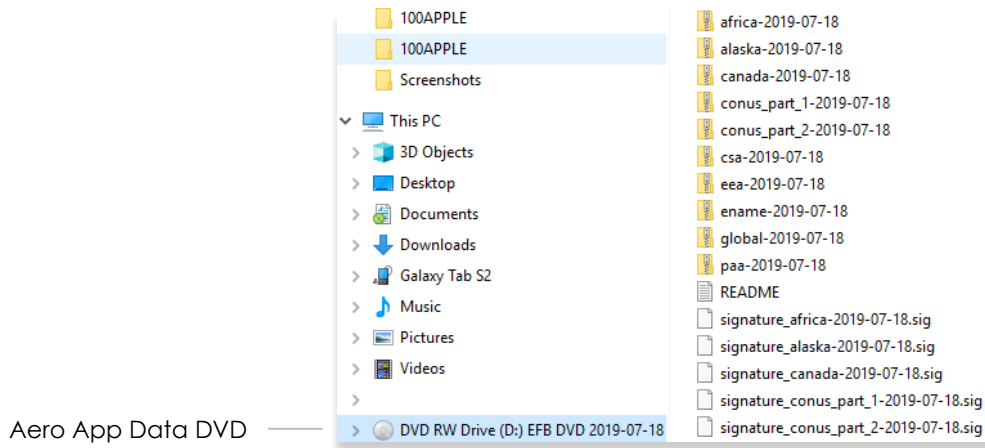 100APPLE
100APPLE
Screenshots
This PC
3D Objects
Desktop
Documents
Downloads
Galaxy Tab S2
Music
Pictures
Videos
DVD RW Drive (D:) EFB DVD 2019-07-18
Aero App Data DVD
africa-2019-07-18
alaska-2019-07-18
canada-2019-07-18
conus_part_1-2019-07-18
conus_part_2-2019-07-18
csa-2019-07-18
eea-2019-07-18
ename-2019-07-18
global-2019-07-18
paa-2019-07-18
README
signature_africa-2019-07-18.sig
signature_alaska-2019-07-18.sig
signature_canada-2019-07-18.sig
signature_conus_part_1-2019-07-18.sig
signature_conus_part_2-2019-07-18.sig